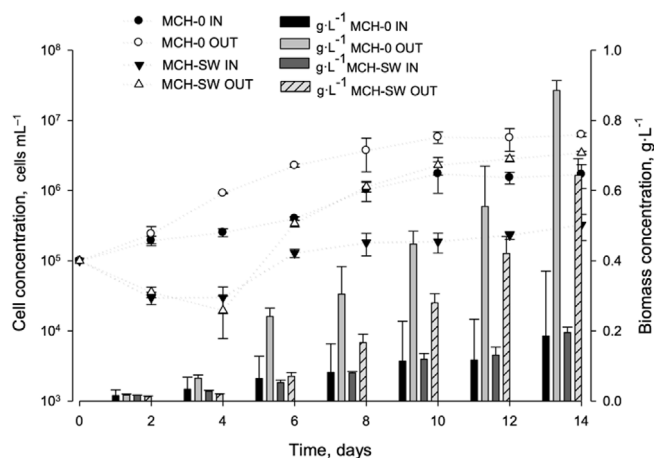 MCH-0 IN
MCH-0 OUT
MCH-SW IN
MCH-SW OUT
g·L⁻¹ MCH-0 IN
g·L⁻¹ MCH-0 OUT
g·L⁻¹ MCH-SW IN
g·L⁻¹ MCH-SW OUT
Cell concentration, cells mL⁻¹
10⁸
10⁷
10⁶
10⁵
10⁴
10³
1.0
0.8
0.6
0.4
0.2
0.0
Biomass concentration, g·L⁻¹
0 2 4 6 8 10 12 14
Time, days